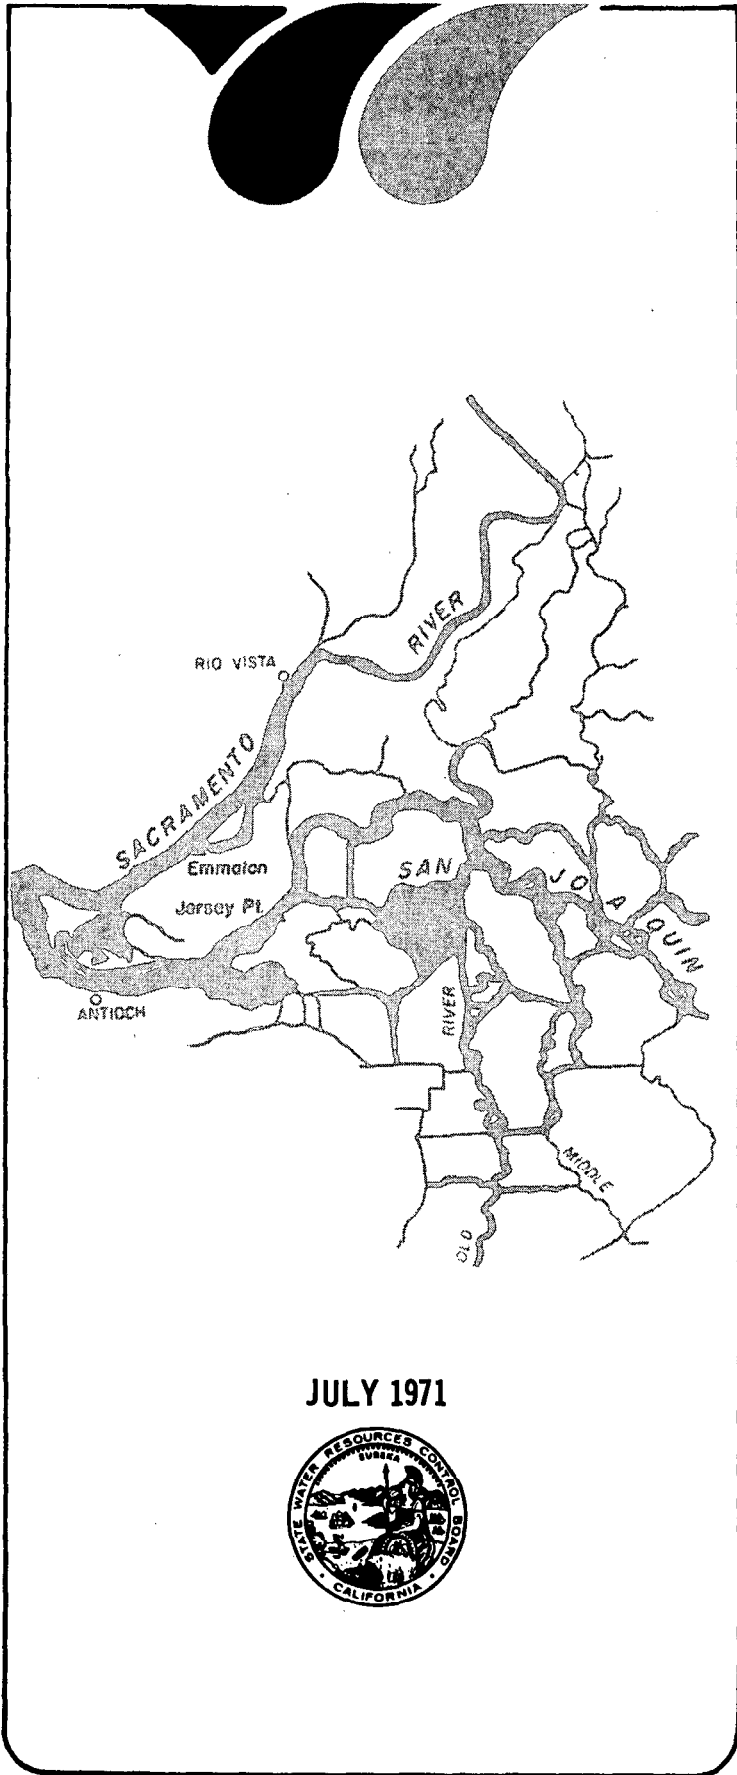 RIVER
RIO VISTA
SACRAMENTO
Emmaton
Jersey Pt.
SAN JOAQUIN
ANTIOCH
RIVER
MIDDLE
OLD
JULY 1971
STATE WATER RESOURCES CONTROL BOARD
EUREKA
• CALIFORNIA •